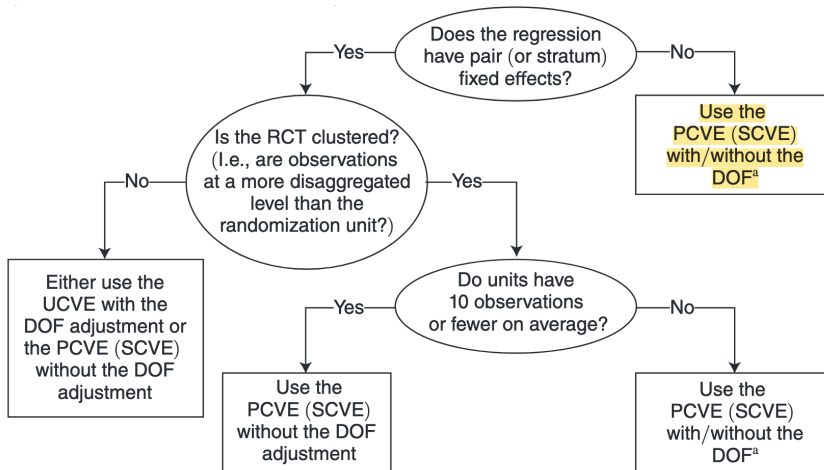 Does the regression
have pair (or stratum)
fixed effects?
Yes
No
Use the
PCVE (SCVE)
with/without the
DOFᵃ
Is the RCT clustered?
(I.e., are observations
at a more disaggregated
level than the
randomization unit?)
No
Yes
Either use the
UCVE with the
DOF adjustment or
the PCVE (SCVE)
without the DOF
adjustment
Do units have
10 observations
or fewer on average?
Yes
No
Use the
PCVE (SCVE)
without the DOF
adjustment
Use the
PCVE (SCVE)
with/without the
DOFᵃ